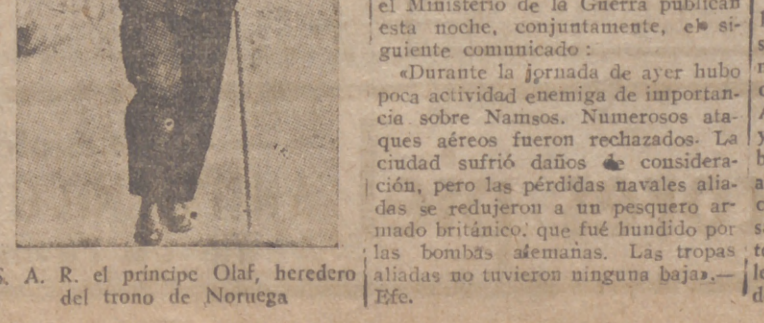 S. A. R. el príncipe Olaf, heredero
del trono de Noruega
el Ministerio de la Guerra publican
esta noche, conjuntamente, el si-
guiente comunicado :
«Durante la jornada de ayer hubo
poca actividad enemiga de importan-
cia sobre Namsos. Numerosos ata-
ques aéreos fueron rechazados. La
ciudad sufrió daños de considera-
ción, pero las pérdidas navales alia-
das se redujeron a un pesquero ar-
mado británico, que fué hundido por
las bombas alemanas. Las tropas
aliadas no tuvieron ninguna baja».—
Efe.